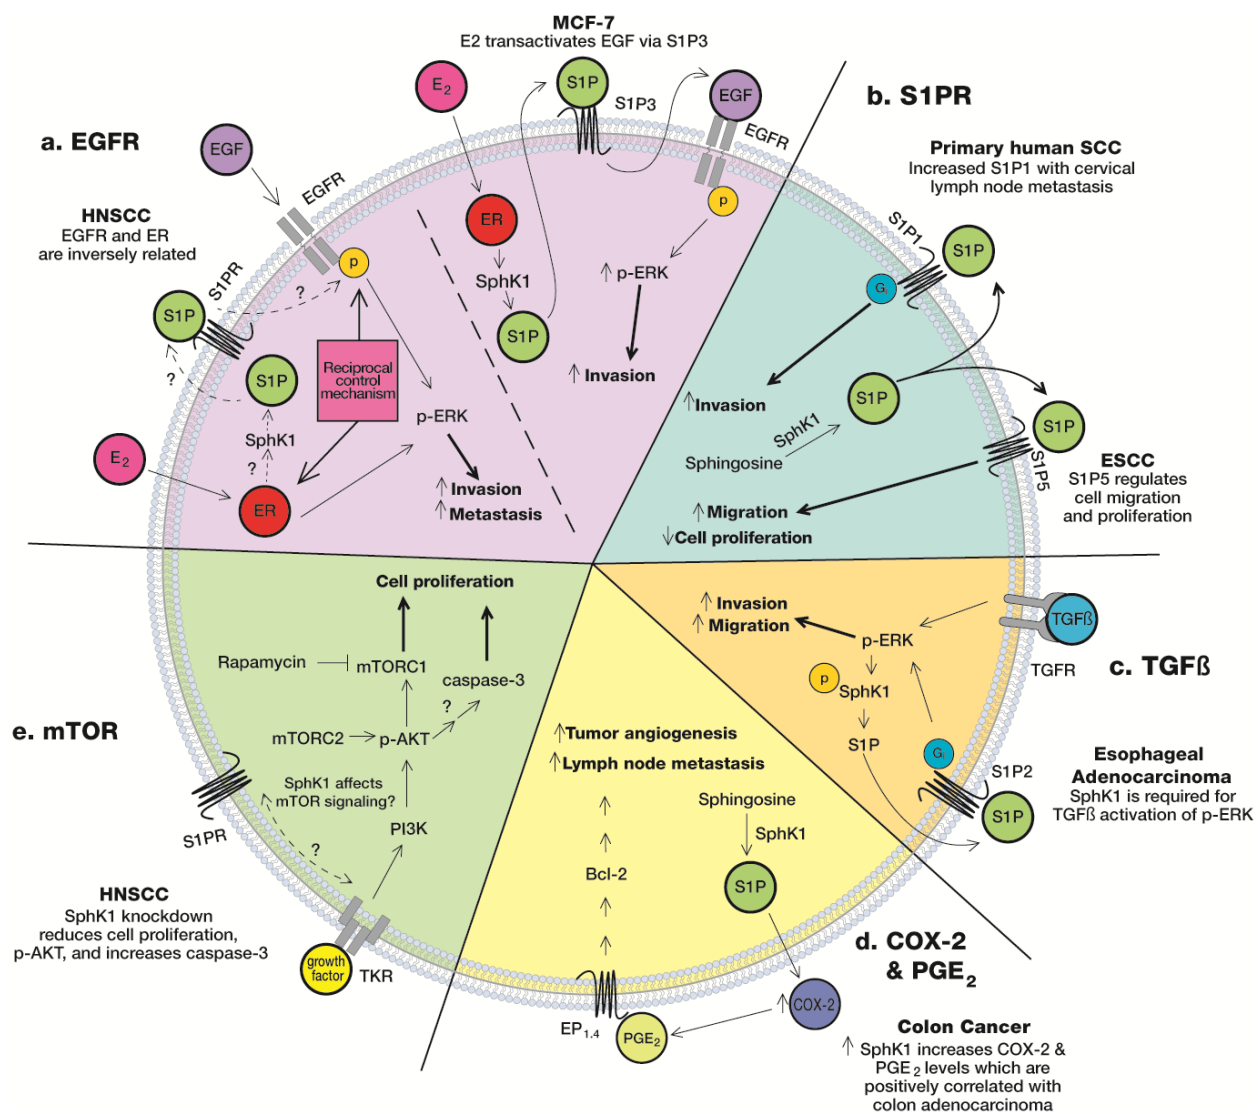 a. EGFR
HNSCC
EGFR and ER
are inversely related
EGF
EGFR
S1PR
S1P
?
p
?
S1P
SphK1
?
E2
ER
Reciprocal
control
mechanism
p-ERK
↑ Invasion
↑ Metastasis
MCF-7
E2 transactivates EGF via S1P3
E2
S1P
S1P3
EGF
EGFR
p
ER
SphK1
S1P
↑ p-ERK
↑ Invasion
b. S1PR
Primary human SCC
Increased S1P1 with cervical
lymph node metastasis
S1P1
S1P
Gi
↑Invasion
S1P
SphK1
Sphingosine
S1P
S1P5
ESCC
S1P5 regulates
cell migration
and proliferation
↑ Migration
↓Cell proliferation
c. TGFß
TGFß
TGFR
↑ Invasion
↑ Migration
p-ERK
p
SphK1
S1P
Gi
S1P2
S1P
Esophageal
Adenocarcinoma
SphK1 is required for
TGFß activation of p-ERK
d. COX-2
& PGE2
↑Tumor angiogenesis
↑Lymph node metastasis
Sphingosine
SphK1
Bcl-2
S1P
↑ COX-2
EP1.4
PGE2
Colon Cancer
↑ SphK1 increases COX-2 &
PGE2 levels which are
positively correlated with
colon adenocarcinoma
e. mTOR
Cell proliferation
Rapamycin
mTORC1
caspase-3
?
mTORC2
p-AKT
SphK1 affects
mTOR signaling?
PI3K
S1PR
?
HNSCC
SphK1 knockdown
reduces cell proliferation,
p-AKT, and increases caspase-3
growth
factor
TKR